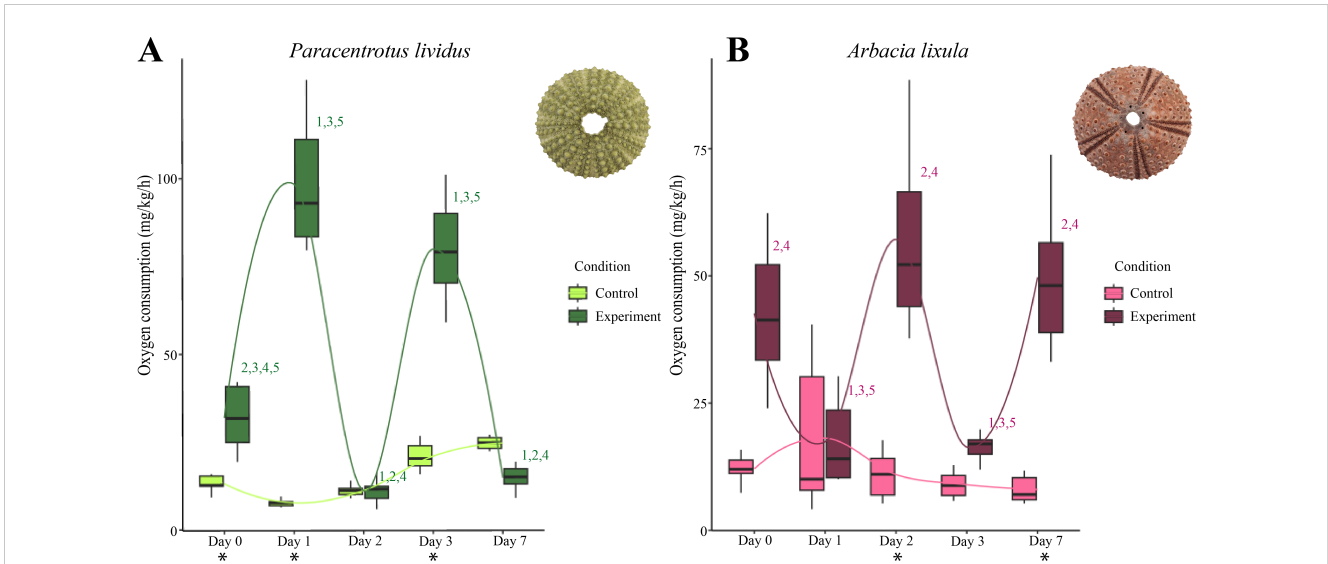 A
Paracentrotus lividus
Oxygen consumption (mg/kg/h)
100
50
0
1,3,5
1,3,5
2,3,4,5
1,2,4
1,2,4
Condition
Control
Experiment
Day 0
Day 1
Day 2
Day 3
Day 7
*
*
*
B
Arbacia lixula
Oxygen consumption (mg/kg/h)
75
50
25
0
2,4
2,4
2,4
1,3,5
1,3,5
Condition
Control
Experiment
Day 0
Day 1
Day 2
Day 3
Day 7
*
*